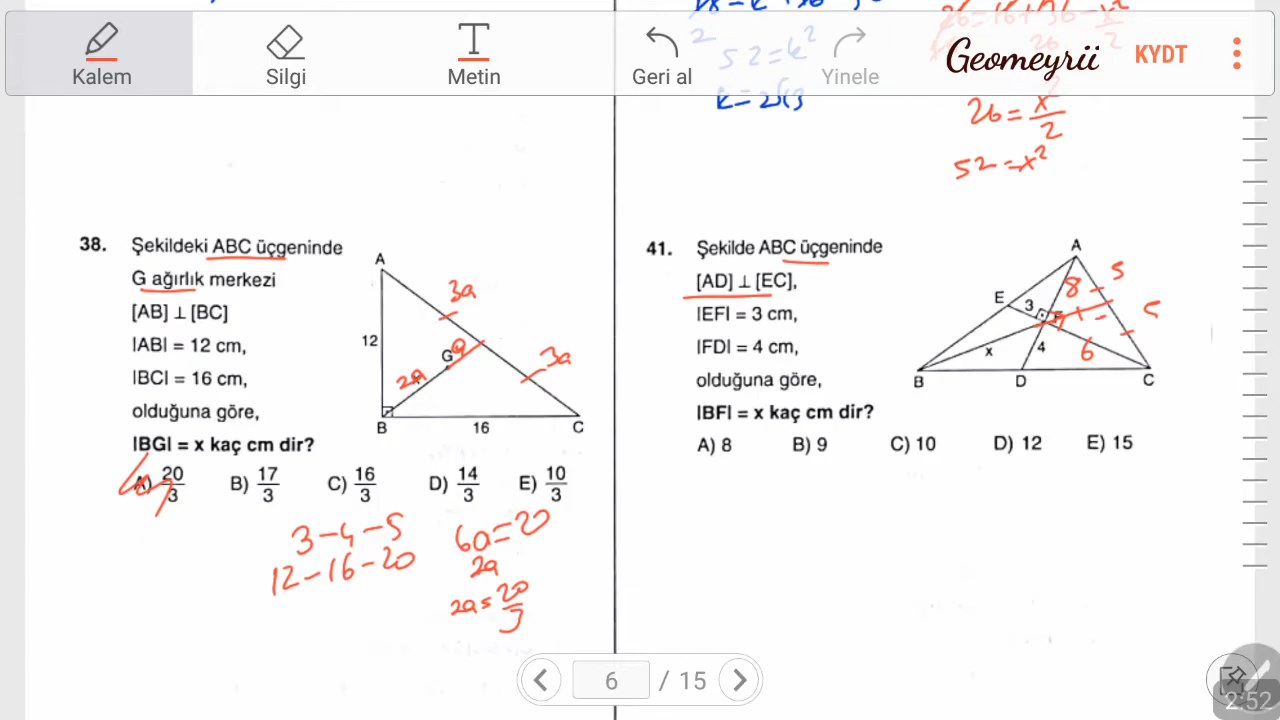 52=k²
k=2√13
26=x²/2
52=x²
Kalem
Silgi
Metin
Geri al
Yinele
Geomeyrii
KYDT
38. Şekildeki ABC üçgeninde
G ağırlık merkezi
[AB] ⊥ [BC]
|AB| = 12 cm,
|BC| = 16 cm,
olduğuna göre,
|BG| = x kaç cm dir?
A) 20/3 B) 17/3 C) 16/3 D) 14/3 E) 10/3
A
3a
12
G
a
3a
2a
B
16
C
3-4-5
12-16-20
6a=20
2a
2a=20/3
41. Şekilde ABC üçgeninde
[AD] ⊥ [EC],
|EF| = 3 cm,
|FD| = 4 cm,
olduğuna göre,
|BF| = x kaç cm dir?
A) 8 B) 9 C) 10 D) 12 E) 15
A
5
8
E
3
F
5
x
4
6
B
D
C
6 / 15
2:52